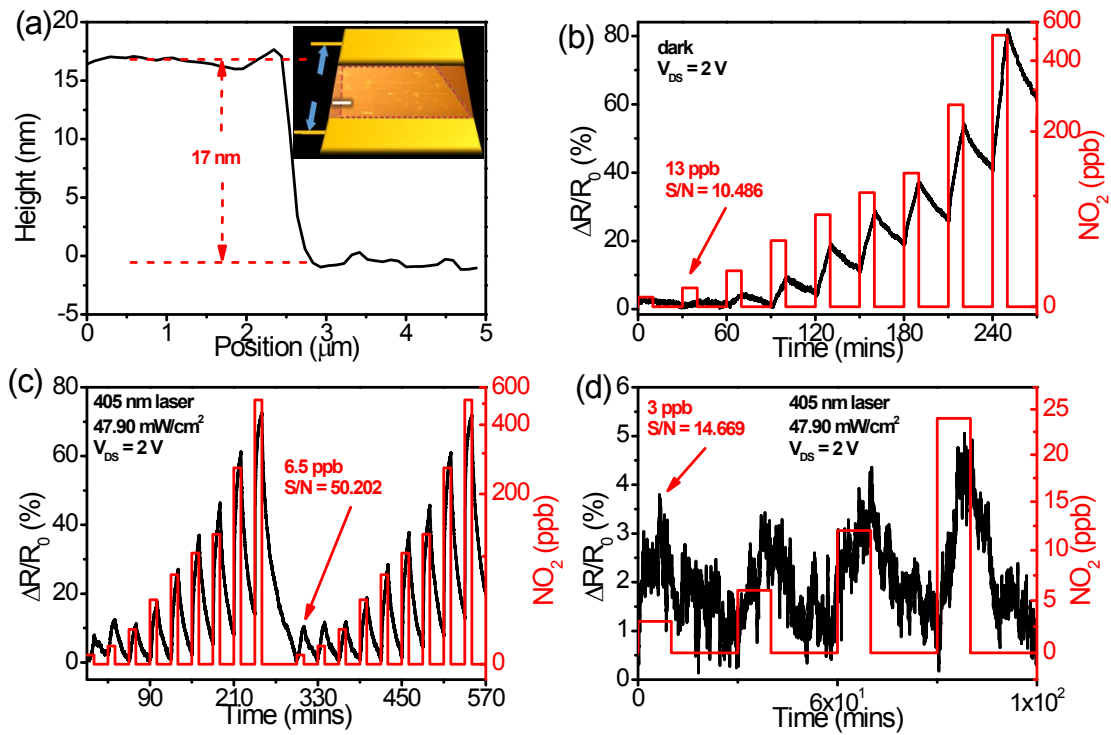 (a)
20
15
10
5
0
-5
Height (nm)
17 nm
0 1 2 3 4 5
Position (μm)
(b)
80
60
40
20
0
ΔR/R0 (%)
dark
VDS = 2 V
13 ppb
S/N = 10.486
600
400
200
0
NO2 (ppb)
0 60 120 180 240
Time (mins)
(c)
80
60
40
20
0
ΔR/R0 (%)
405 nm laser
47.90 mW/cm2
VDS = 2 V
6.5 ppb
S/N = 50.202
600
400
200
0
NO2 (ppb)
90 210 330 450 570
Time (mins)
(d)
6
5
4
3
2
1
0
ΔR/R0 (%)
3 ppb
S/N = 14.669
405 nm laser
47.90 mW/cm2
VDS = 2 V
25
20
15
10
5
0
NO2 (ppb)
0 6x10¹ 1x10²
Time (mins)